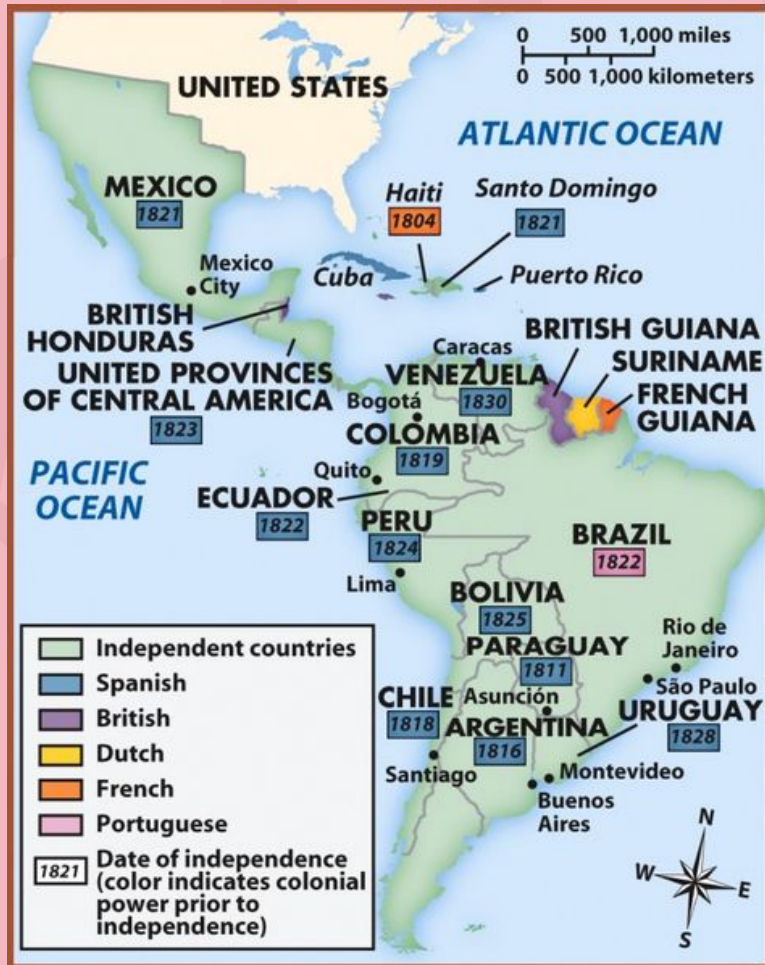 0 500 1,000 miles
0 500 1,000 kilometers
UNITED STATES
ATLANTIC OCEAN
MEXICO
1821
Haiti
1804
Santo Domingo
1821
Mexico
City
Cuba
Puerto Rico
BRITISH
HONDURAS
BRITISH GUIANA
SURINAME
FRENCH
GUIANA
UNITED PROVINCES
OF CENTRAL AMERICA
1823
Caracas
VENEZUELA
1830
Bogotá
COLOMBIA
1819
PACIFIC
OCEAN
Quito
ECUADOR
1822
PERU
1824
BRAZIL
1822
Lima
BOLIVIA
1825
PARAGUAY
1811
Rio de
Janeiro
São Paulo
CHILE
1818
Asunción
ARGENTINA
1816
URUGUAY
1828
Santiago
Montevideo
Buenos
Aires
Independent countries
Spanish
British
Dutch
French
Portuguese
1821 Date of independence
(color indicates colonial
power prior to
independence)
N
W
E
S